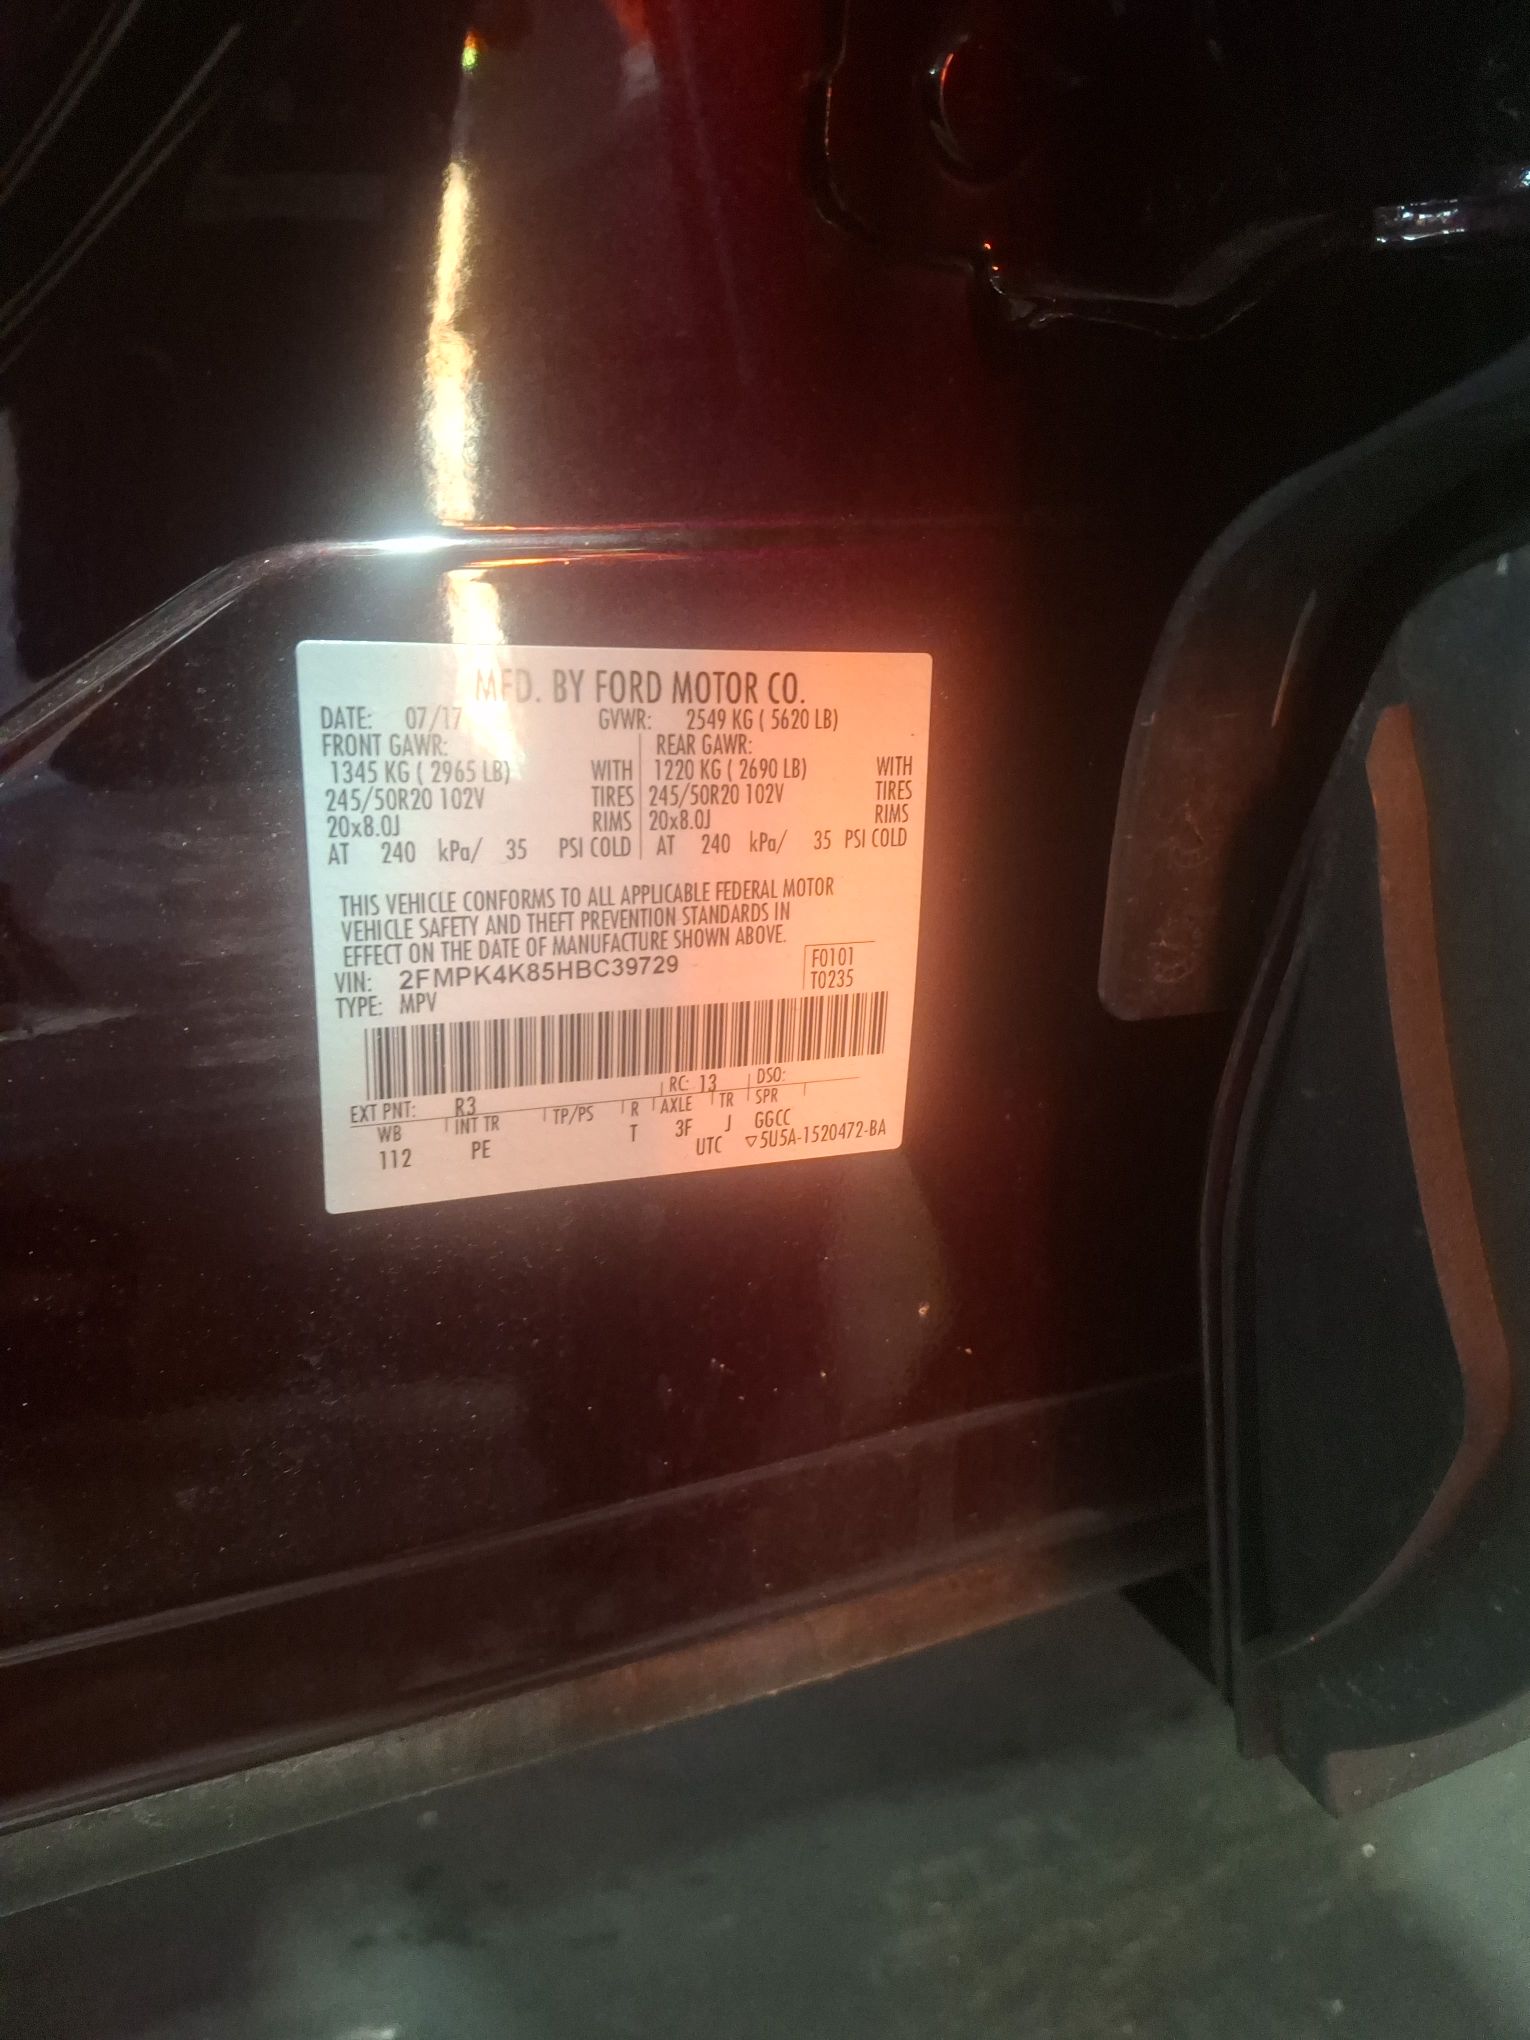 MFD. BY FORD MOTOR CO.
DATE: 07/17 GVWR: 2549 KG ( 5620 LB)
FRONT GAWR: REAR GAWR:
1345 KG ( 2965 LB) WITH 1220 KG ( 2690 LB) WITH
245/50R20 102V TIRES 245/50R20 102V TIRES
20x8.0J RIMS 20x8.0J RIMS
AT 240 kPa/ 35 PSI COLD AT 240 kPa/ 35 PSI COLD
THIS VEHICLE CONFORMS TO ALL APPLICABLE FEDERAL MOTOR
VEHICLE SAFETY AND THEFT PREVENTION STANDARDS IN
EFFECT ON THE DATE OF MANUFACTURE SHOWN ABOVE.
VIN: 2FMPK4K85HBC39729 F0101
TYPE: MPV T0235
EXT PNT: R3 RC: 13 DSO:
WB INT TR TP/PS R AXLE TR SPR
112 PE T 3F J GGCC
UTC ▽5U5A-1520472-BA